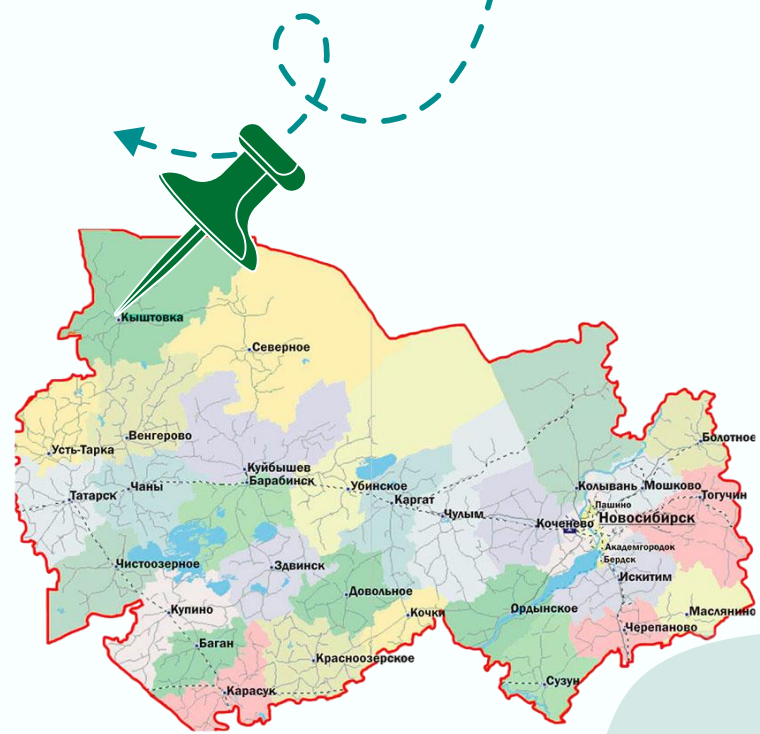 Кыштовка
Северное
Венгерово
Усть-Тарка
Куйбышев
Барабинск
Чаны
Татарск
Убинское
Каргат
Чулым
Болотное
Колывань
Мошково
Тогучин
Пашино
Новосибирск
Коченево
Академгородок
Бердск
Искитим
Чистоозерное
Здвинск
Довольное
Купино
Кочки
Ордынское
Маслянино
Черепаново
Баган
Краснозёрское
Карасук
Сузун